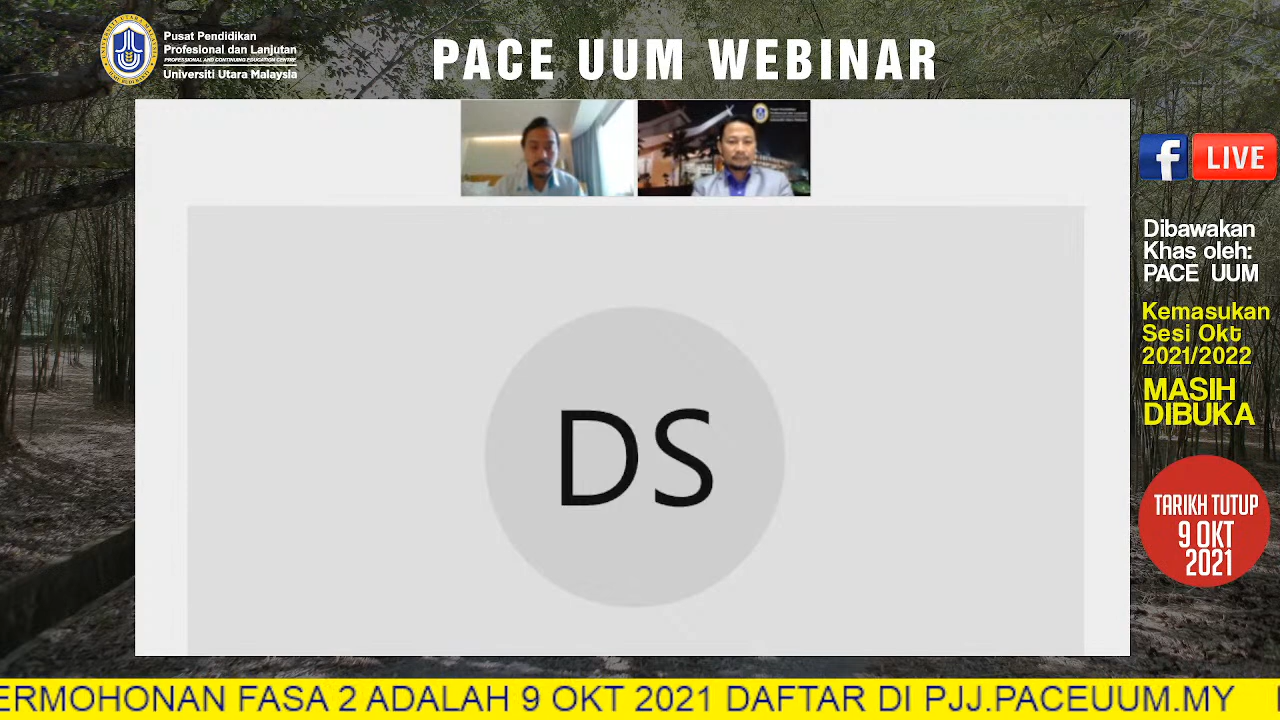 Pusat Pendidikan
Profesional dan Lanjutan
PROFESSIONAL AND CONTINUING EDUCATION CENTRE
Universiti Utara Malaysia
PACE UUM WEBINAR
f LIVE
Dibawakan
Khas oleh:
PACE UUM
Kemasukan
Sesi Okt
2021/2022
MASIH
DIBUKA
TARIKH TUTUP
9 OKT
2021
DS
ERMOHONAN FASA 2 ADALAH 9 OKT 2021 DAFTAR DI PJJ.PACEUUM.MY